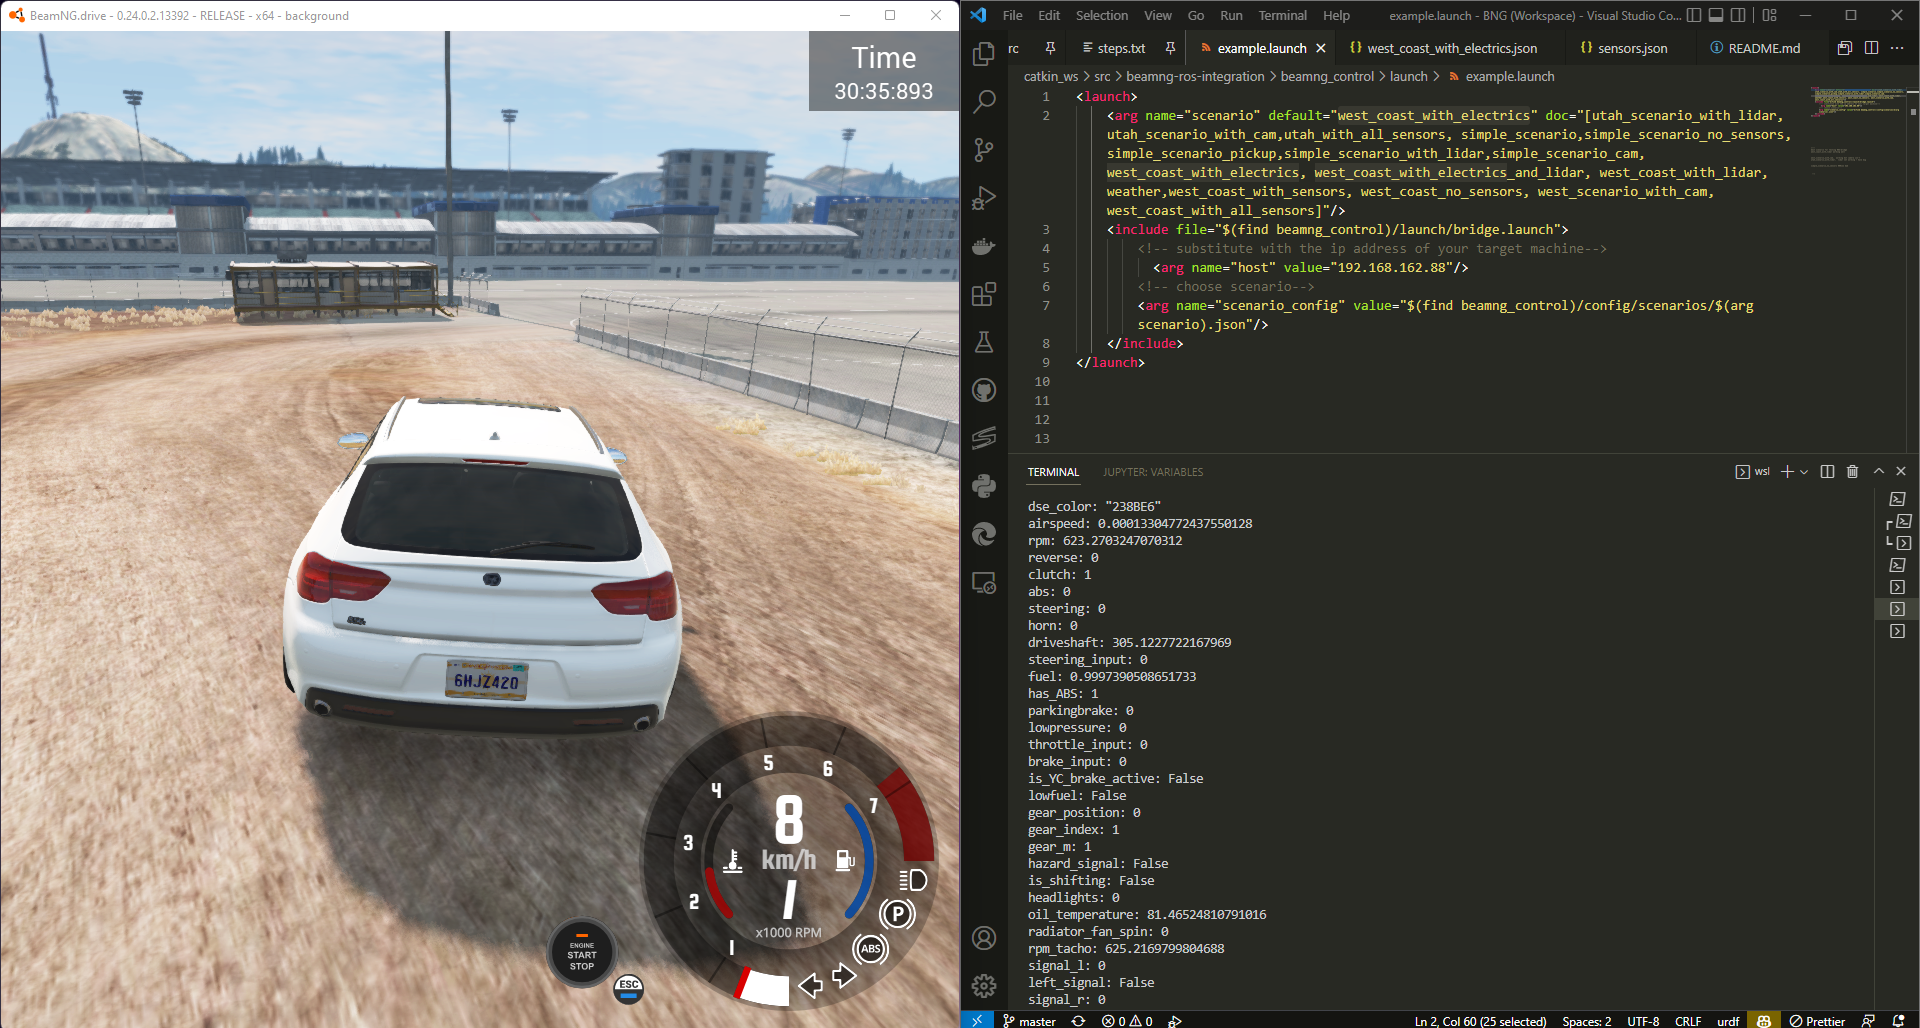 BeamNG.drive - 0.24.0.2.13392 - RELEASE - x64 - background
Time
30:35:893
6HJZ420
5
6
4
7
3
2
1
8
km/h
1
x1000 RPM
P
ABS
ENGINE
START
STOP
ESC
File Edit Selection View Go Run Terminal Help
example.launch - BNG (Workspace) - Visual Studio Co...
rc
steps.txt
example.launch
west_coast_with_electrics.json
sensors.json
README.md
catkin_ws > src > beamng-ros-integration > beamng_control > launch > example.launch
1 <launch>
2 <arg name="scenario" default="west_coast_with_electrics" doc="[utah_scenario_with_lidar,
utah_scenario_with_cam,utah_with_all_sensors, simple_scenario,simple_scenario_no_sensors,
simple_scenario_pickup,simple_scenario_with_lidar,simple_scenario_cam,
west_coast_with_electrics, west_coast_with_electrics_and_lidar, west_coast_with_lidar,
weather,west_coast_with_sensors, west_coast_no_sensors, west_scenario_with_cam,
west_coast_with_all_sensors]"/>
3 <include file="$(find beamng_control)/launch/bridge.launch">
4 <!-- substitute with the ip address of your target machine-->
5 <arg name="host" value="192.168.162.88"/>
6 <!-- choose scenario-->
7 <arg name="scenario_config" value="$(find beamng_control)/config/scenarios/$(arg
scenario).json"/>
8 </include>
9 </launch>
10
11
12
13
TERMINAL JUPYTER: VARIABLES
wsl
dse_color: "238BE6"
airspeed: 0.00013304772437550128
rpm: 623.2703247070312
reverse: 0
clutch: 1
abs: 0
steering: 0
horn: 0
driveshaft: 305.1227722167969
steering_input: 0
fuel: 0.9997390508651733
has_ABS: 1
parkingbrake: 0
lowpressure: 0
throttle_input: 0
brake_input: 0
is_YC_brake_active: False
lowfuel: False
gear_position: 0
gear_index: 1
gear_m: 1
hazard_signal: False
is_shifting: False
headlights: 0
oil_temperature: 81.46524810791016
radiator_fan_spin: 0
rpm_tacho: 625.2169799804688
signal_l: 0
left_signal: False
signal_r: 0
master
0 0
Ln 2, Col 60 (25 selected) Spaces: 2 UTF-8 CRLF urdf Prettier